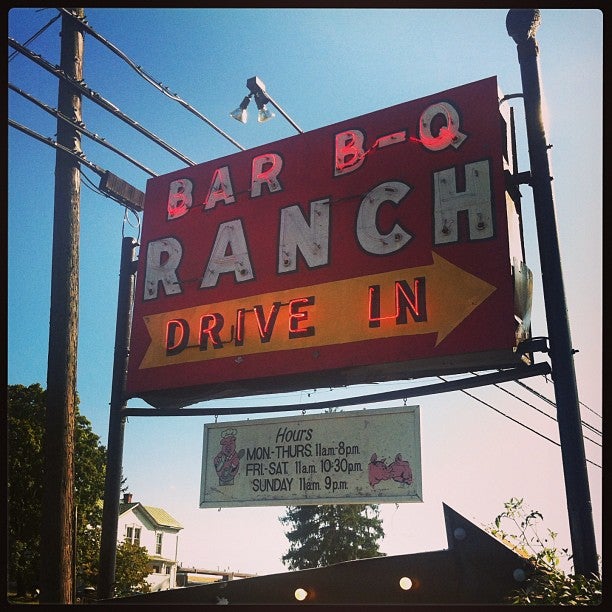 BAR B-Q
RANCH
DRIVE IN
Hours
MON-THURS. 11am-8pm.
FRI-SAT. 11am. 10:30pm.
SUNDAY 11am. 9pm.